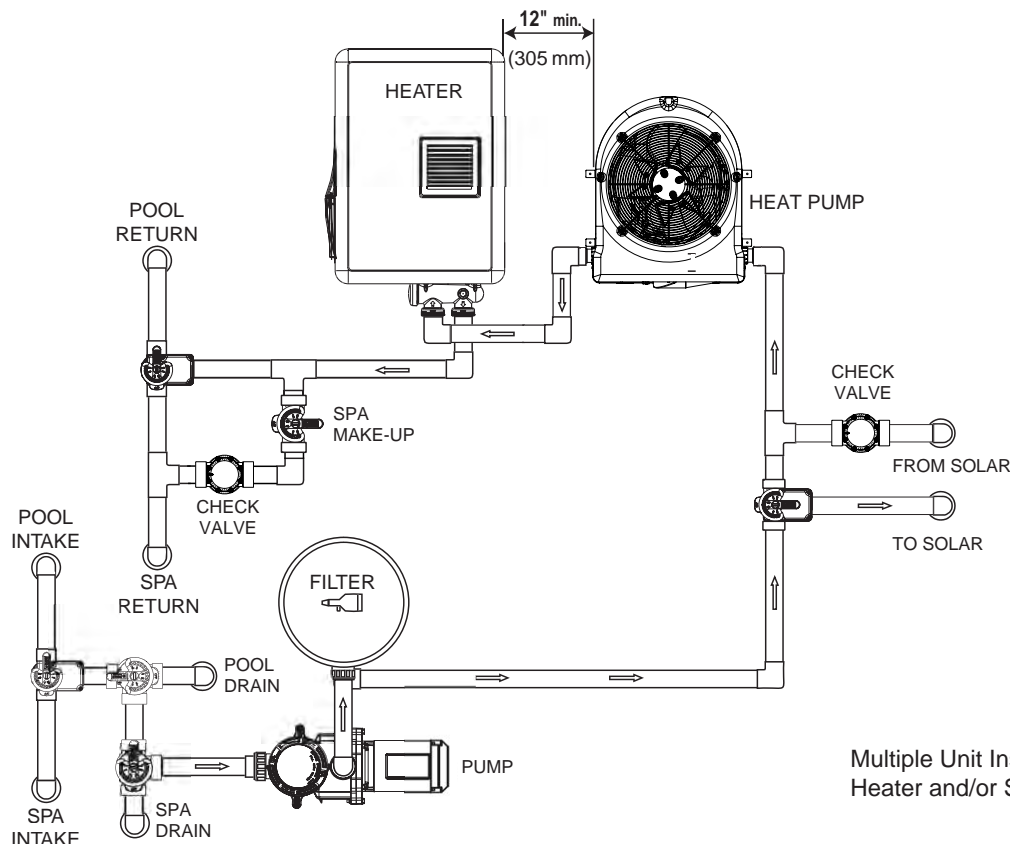 12" min.
(305 mm)
HEATER
HEAT PUMP
POOL
RETURN
CHECK
VALVE
SPA
MAKE-UP
FROM SOLAR
CHECK
VALVE
TO SOLAR
POOL
INTAKE
SPA
RETURN
FILTER
POOL
DRAIN
PUMP
SPA
DRAIN
SPA
INTAKE
Multiple Unit In
Heater and/or S